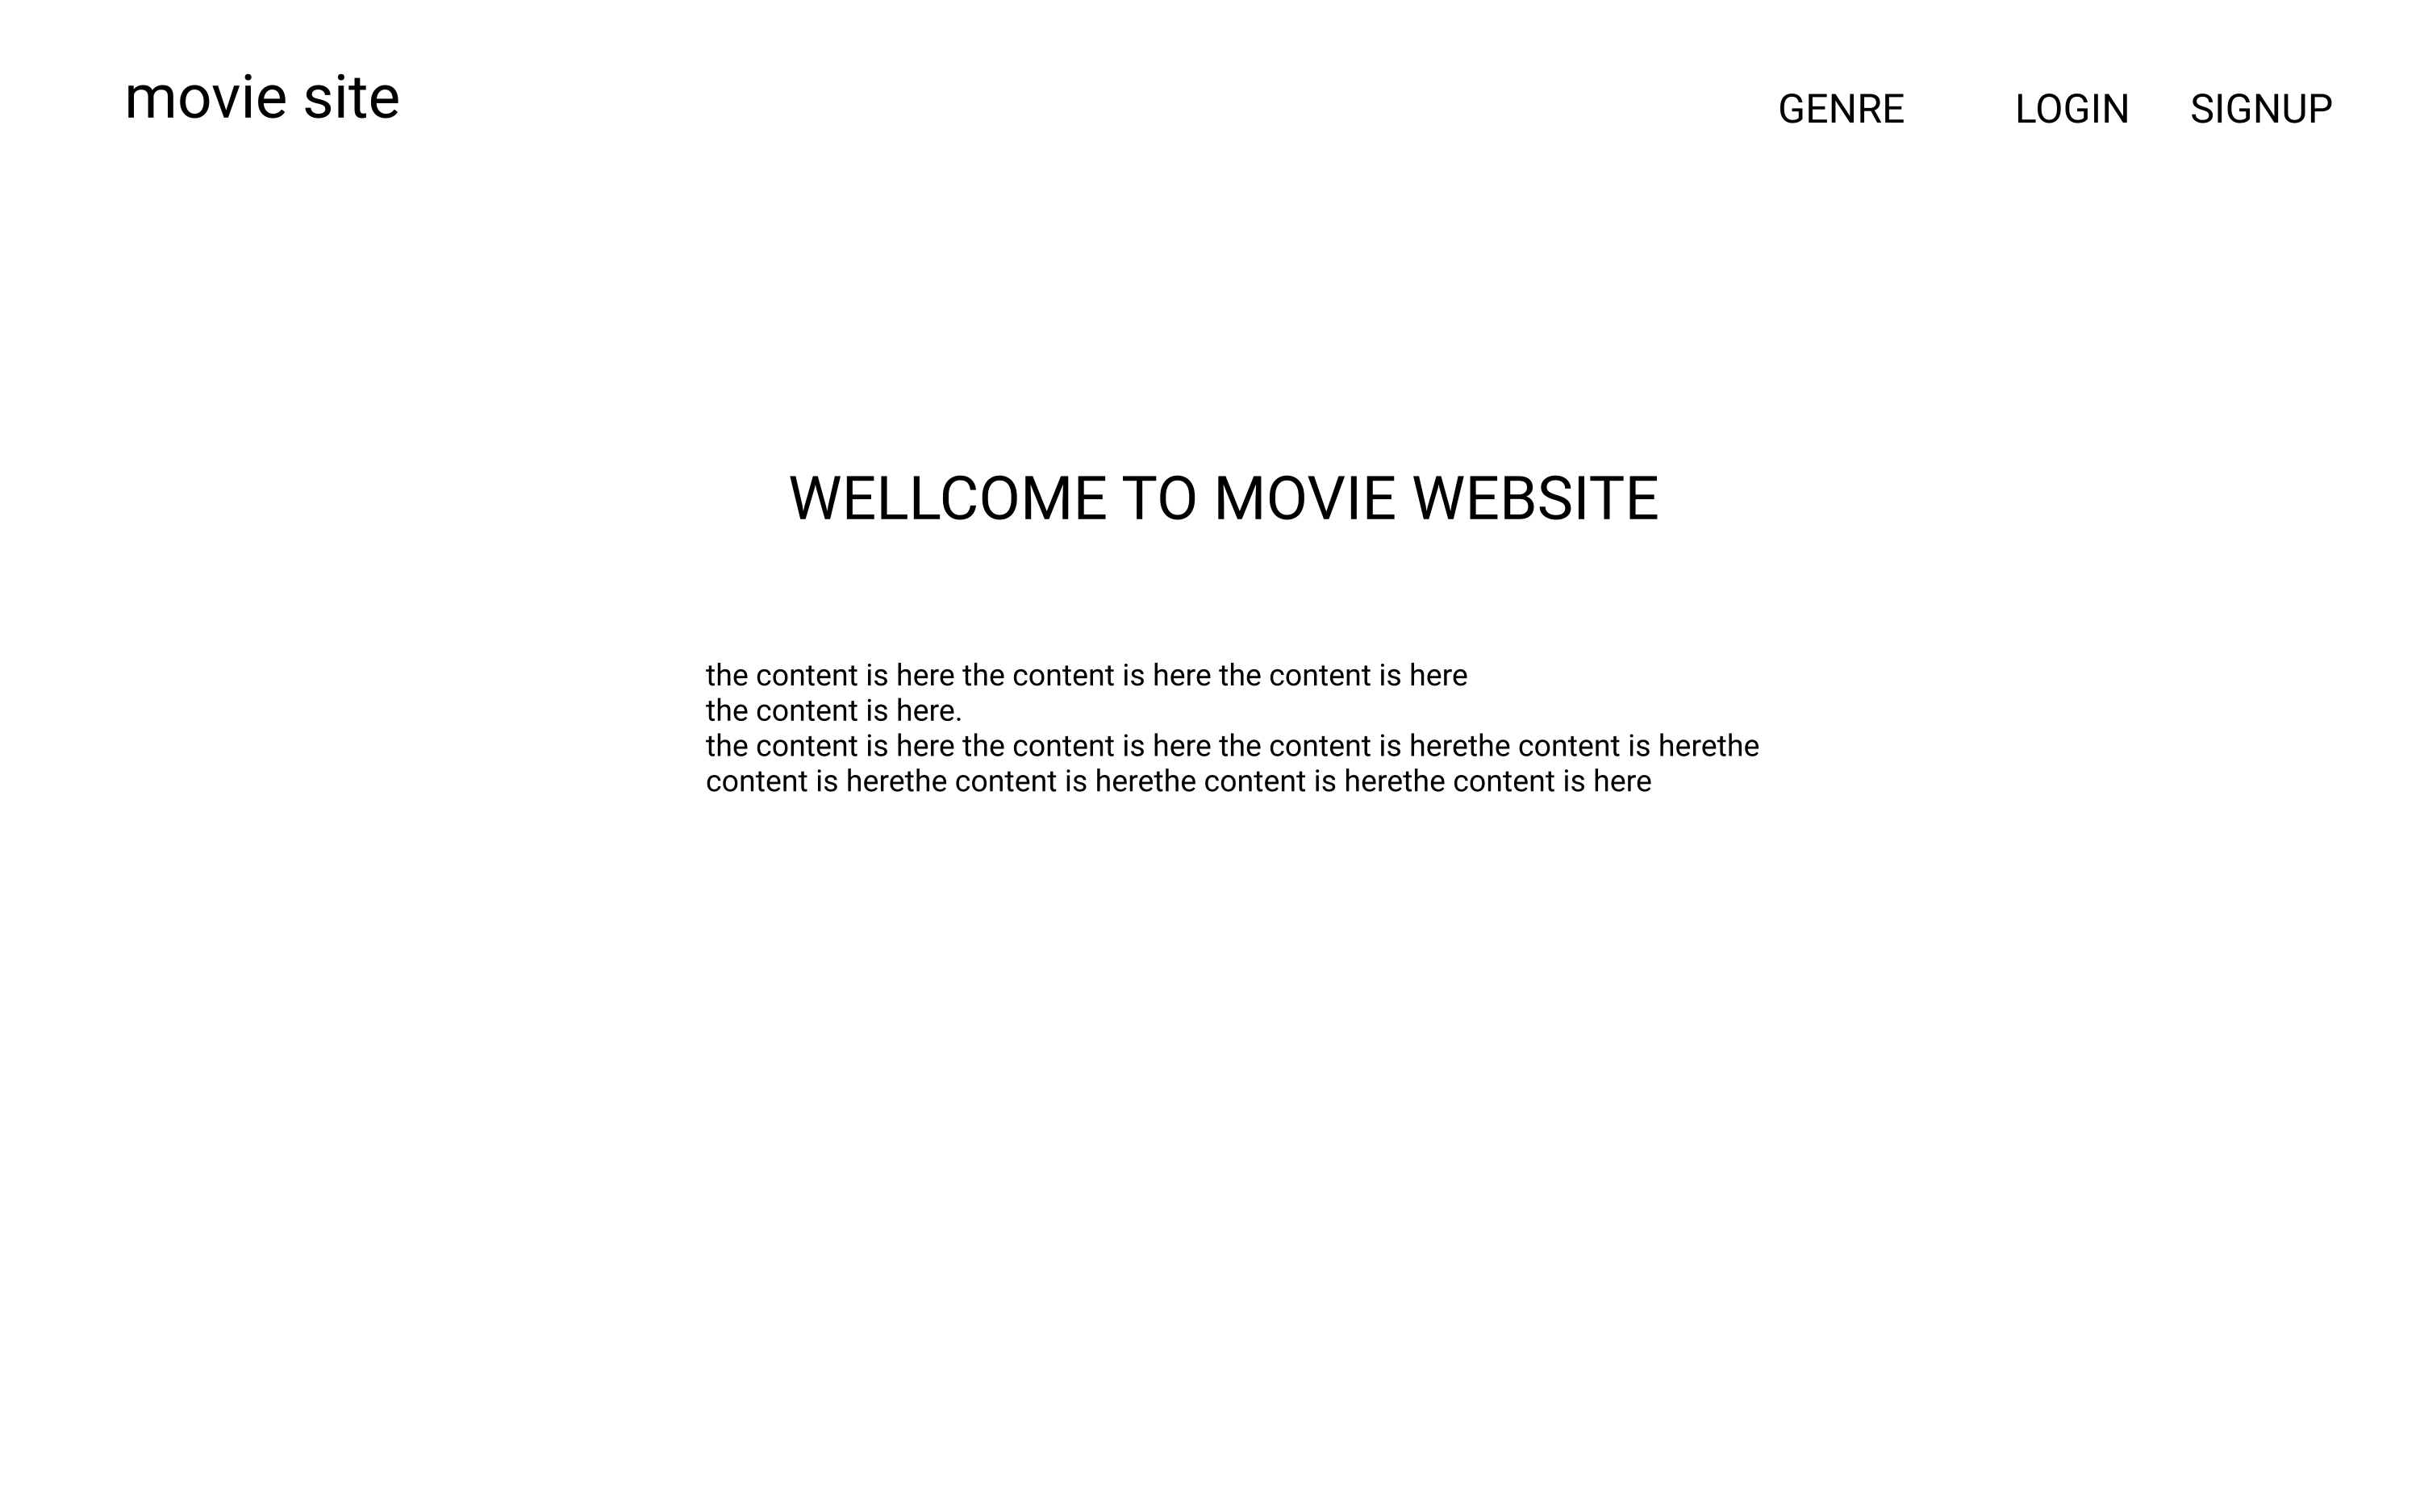 movie site
GENRE LOGIN SIGNUP
WELLCOME TO MOVIE WEBSITE
the content is here the content is here the content is here
the content is here.
the content is here the content is here the content is herethe content is herethe
content is herethe content is herethe content is herethe content is here